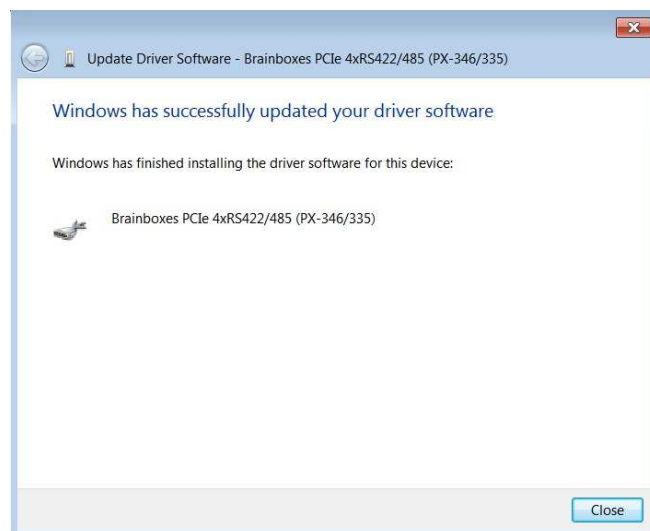 Update Driver Software - Brainboxes PCIe 4xRS422/485 (PX-346/335)
Windows has successfully updated your driver software
Windows has finished installing the driver software for this device:
Brainboxes PCIe 4xRS422/485 (PX-346/335)
Close